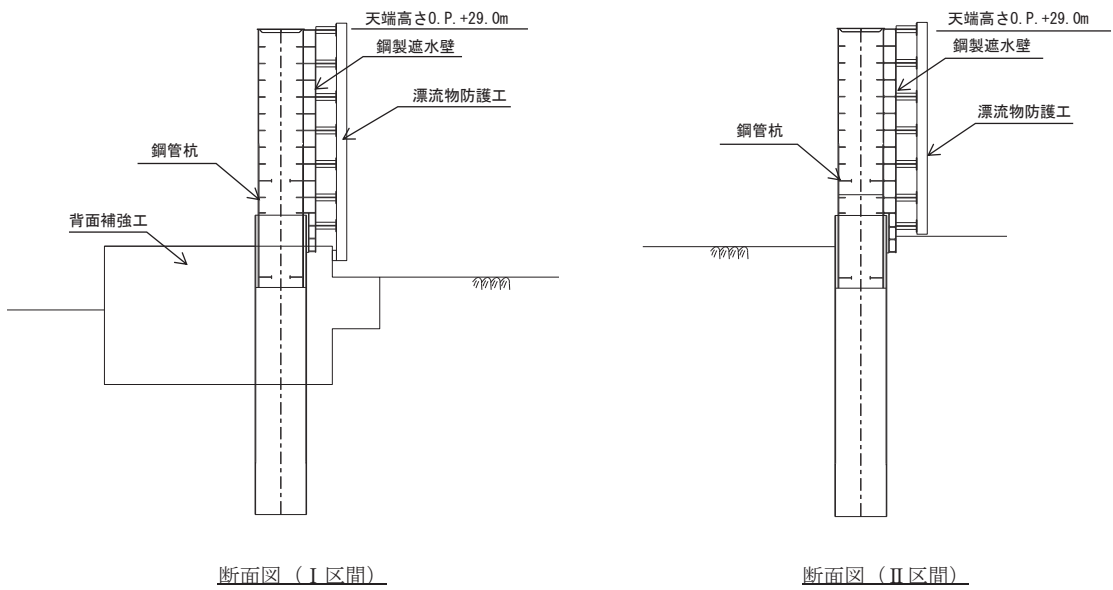 天端高さO.P.+29.0m
鋼製遮水壁
漂流物防護工
鋼管杭
背面補強工
断面図（Ⅰ区間）
天端高さO.P.+29.0m
鋼製遮水壁
漂流物防護工
鋼管杭
断面図（Ⅱ区間）